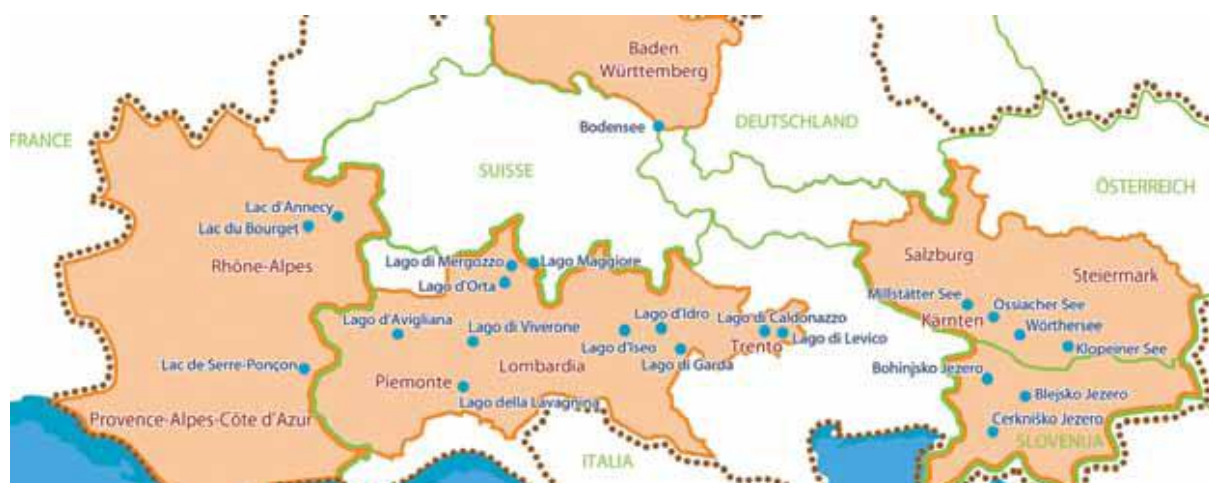 Baden
Württemberg
Bodensee
DEUTSCHLAND
FRANCE
SUISSE
ÖSTERREICH
Lac d'Annecy
Lac du Bourget
Rhône-Alpes
Lago di Mergozzo
Lago Maggiore
Lago d'Orta
Salzburg
Steiermark
Millstätter See
Ossiacher See
Kärnten
Wörthersee
Klopeiner See
Lago d'Avigliana
Lago di Viverone
Lago d'Idro
Lago di Caldonazzo
Lago di Levico
Trento
Lago d'Iseo
Lago di Garda
Lac de Serre-Ponçon
Lombardia
Piemonte
Lago della Lavagnina
Bohinjsko Jezero
Blejsko Jezero
Cerkniško Jezero
SLOVENIJA
Provence-Alpes-Côte d'Azur
ITALIA